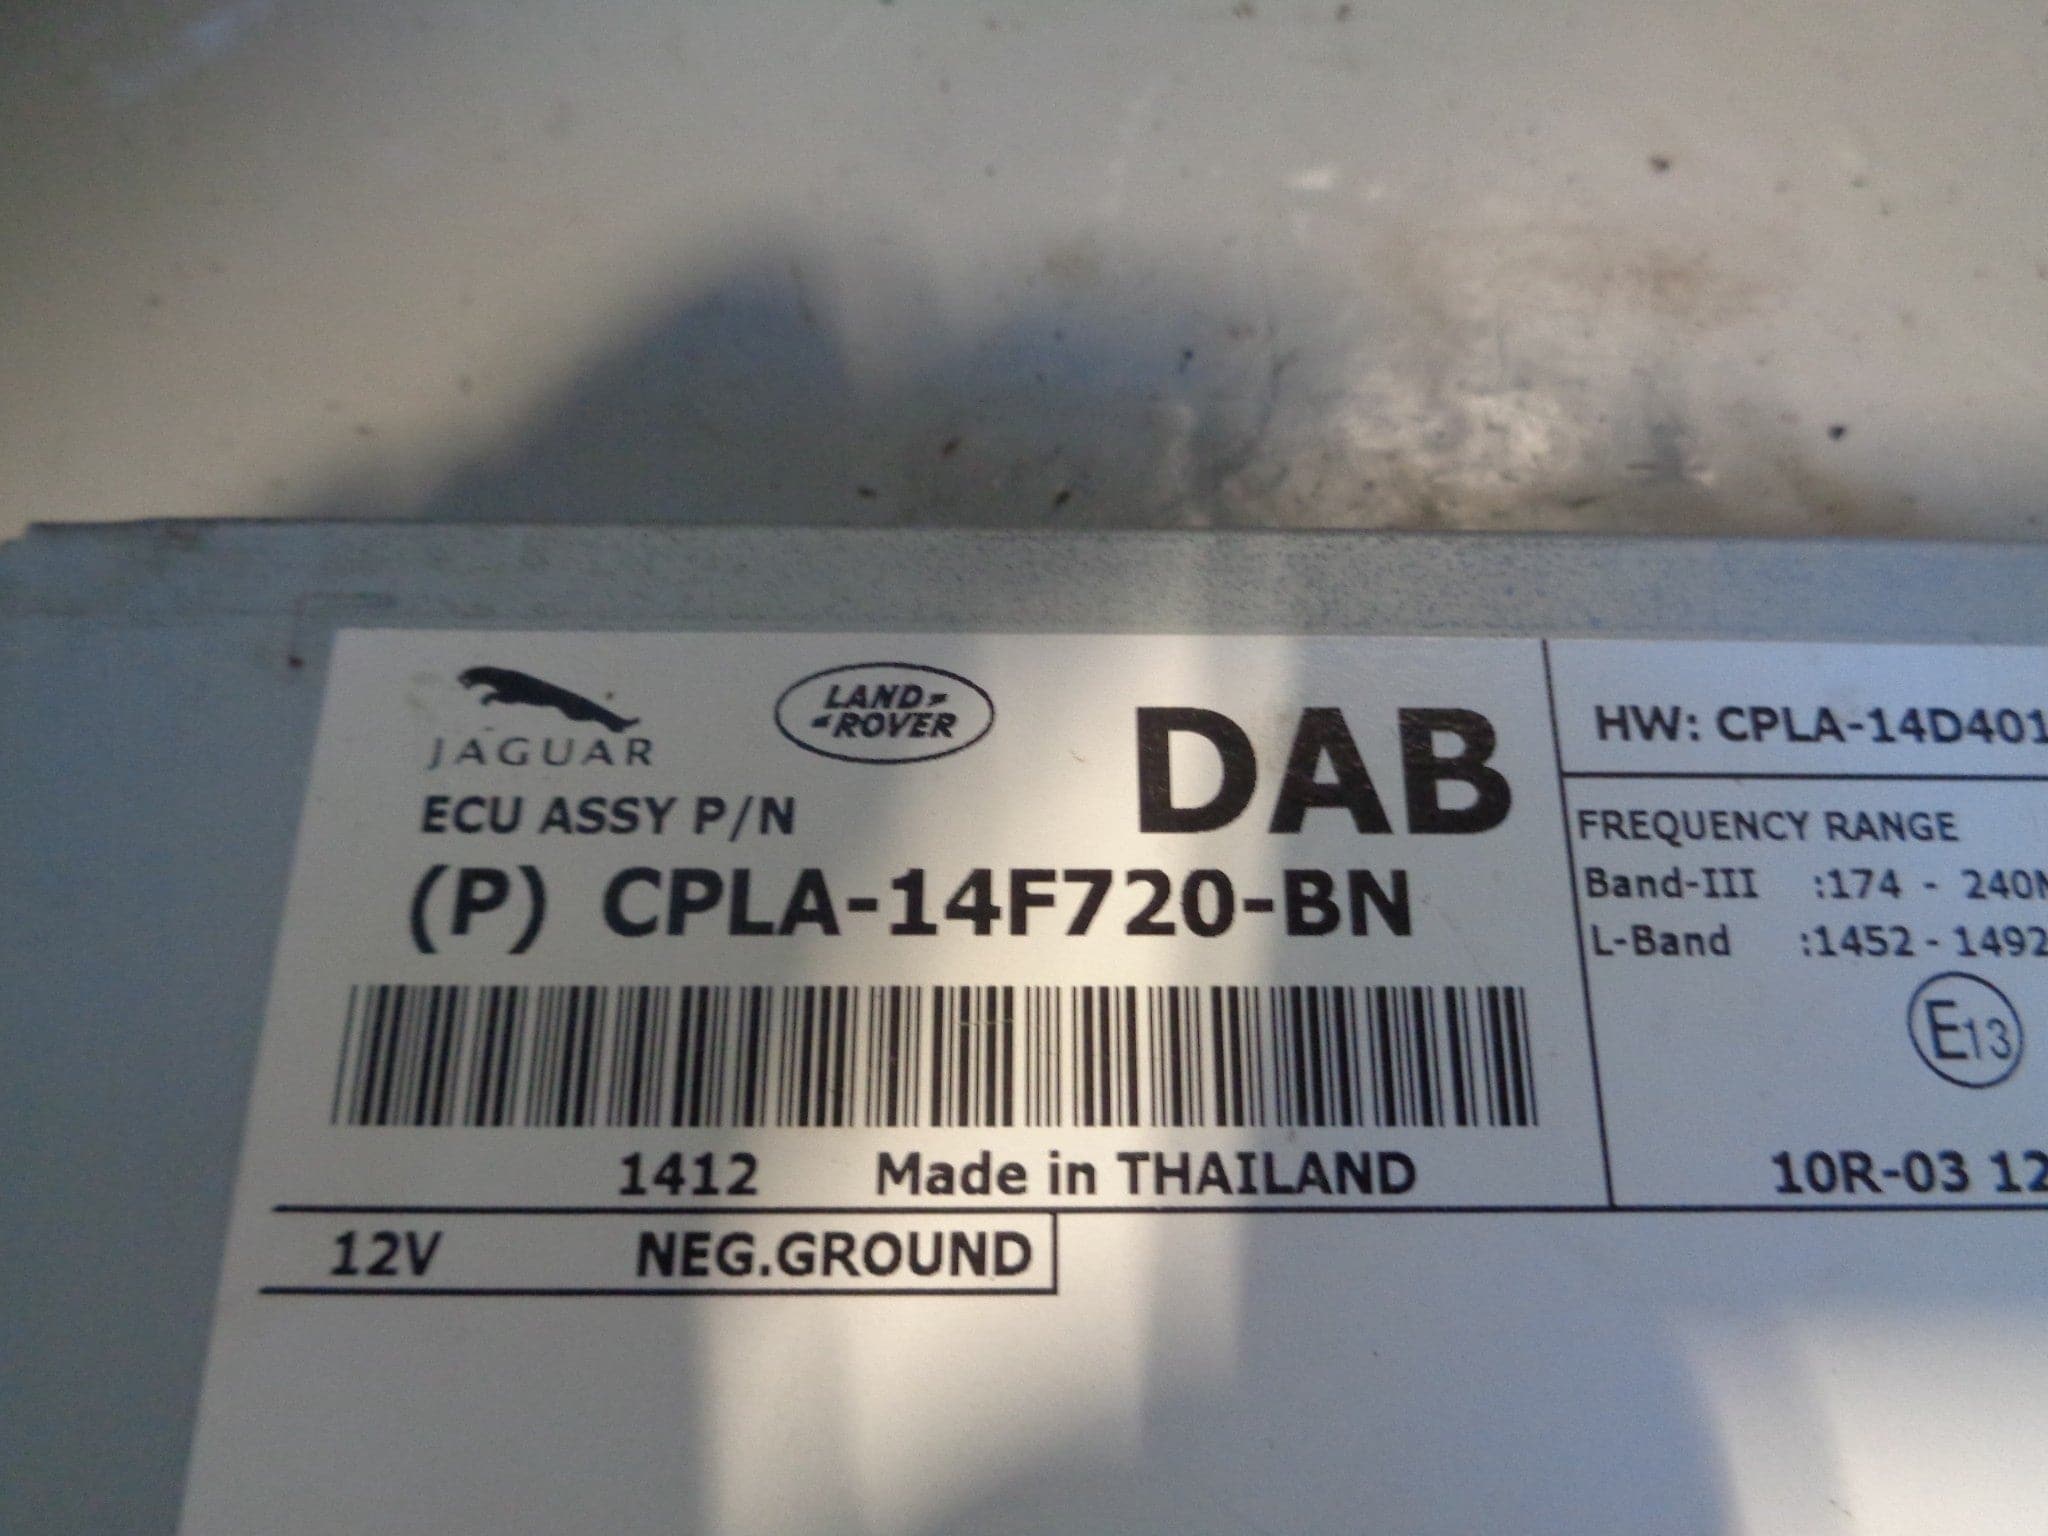 JAGUAR
LAND
ROVER
DAB
ECU ASSY P/N
(P) CPLA-14F720-BN
1412 Made in THAILAND
12V NEG.GROUND
HW: CPLA-14D401
FREQUENCY RANGE
Band-III :174 - 240
L-Band :1452 - 1492
E13
10R-03 12